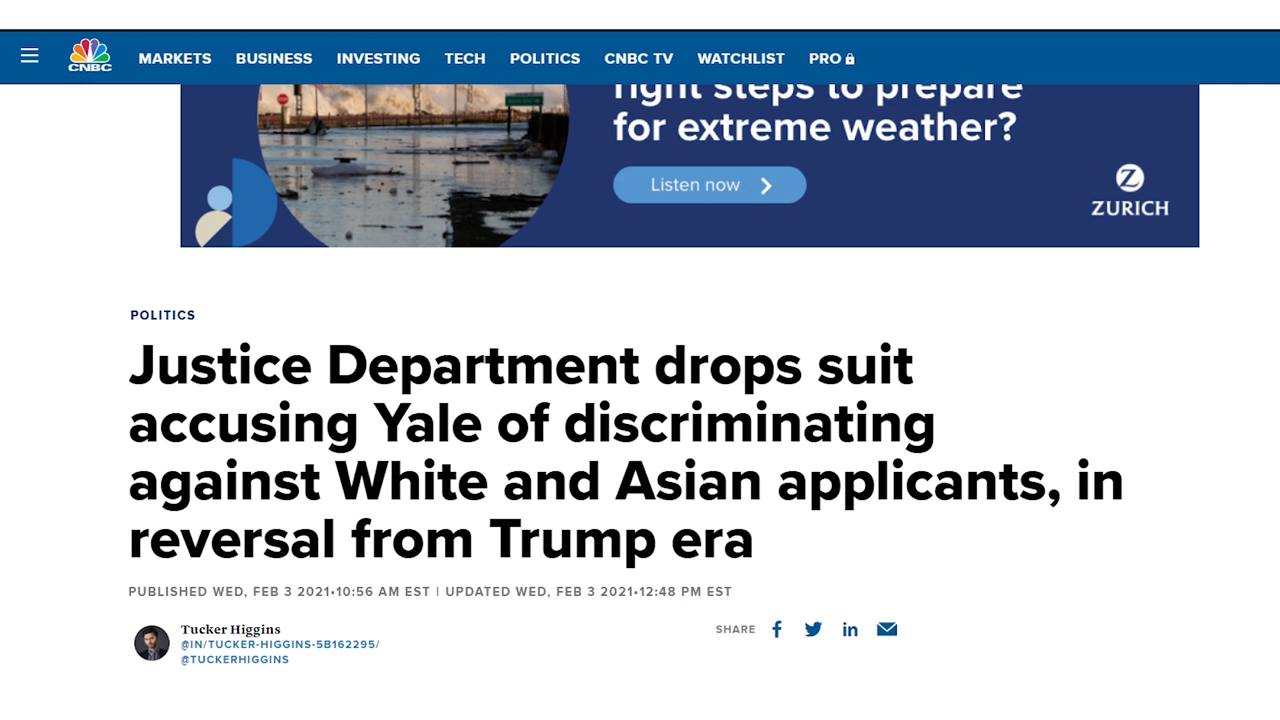 CNBC
MARKETS BUSINESS INVESTING TECH POLITICS CNBC TV WATCHLIST PRO
right steps to prepare
for extreme weather?
Listen now
ZURICH
POLITICS
Justice Department drops suit
accusing Yale of discriminating
against White and Asian applicants, in
reversal from Trump era
PUBLISHED WED, FEB 3 2021•10:56 AM EST | UPDATED WED, FEB 3 2021•12:48 PM EST
Tucker Higgins
@IN/TUCKER-HIGGINS-5B162295/
@TUCKERHIGGINS
SHARE